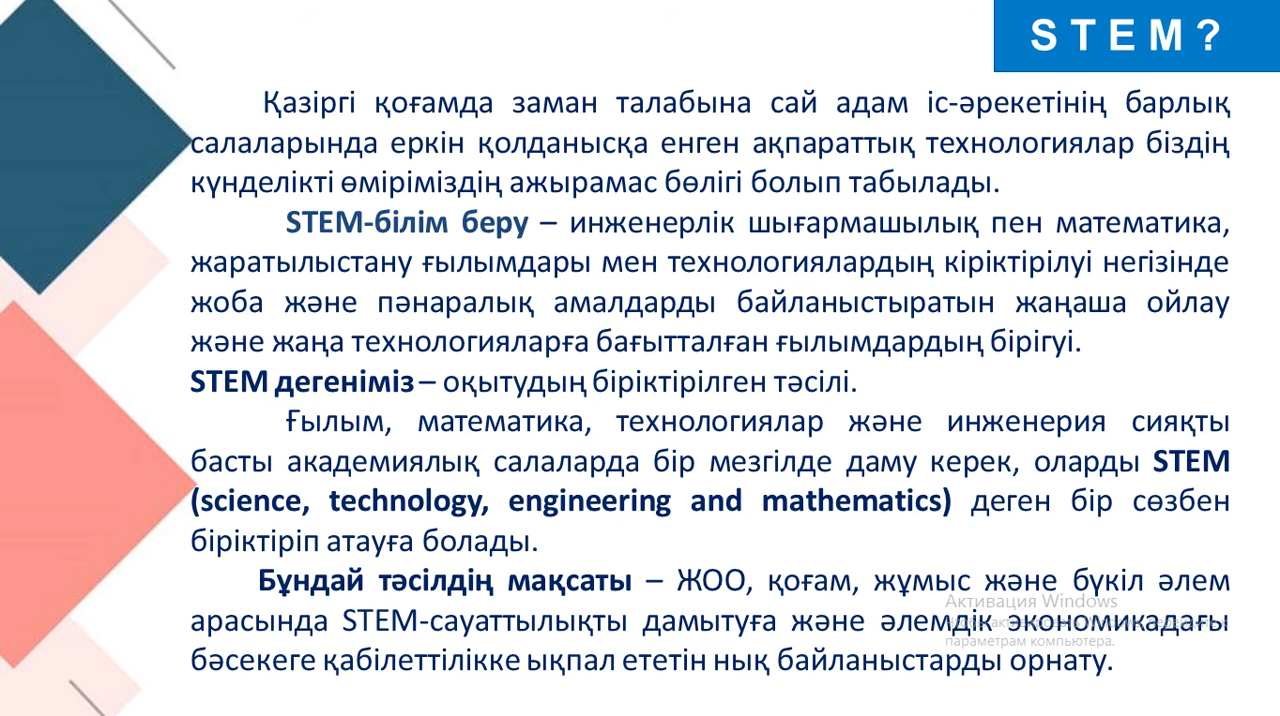 S T E M ?
Қазіргі қоғамда заман талабына сай адам іс-әрекетінің барлық
салаларында еркін қолданысқа енген ақпараттық технологиялар біздің
күнделікті өміріміздің ажырамас бөлігі болып табылады.
STEM-білім беру – инженерлік шығармашылық пен математика,
жаратылыстану ғылымдары мен технологиялардың кіріктірілуі негізінде
жоба және пәнаралық амалдарды байланыстыратын жаңаша ойлау
және жаңа технологияларға бағытталған ғылымдардың бірігуі.
STEM дегеніміз – оқытудың біріктірілген тәсілі.
Ғылым, математика, технологиялар және инженерия сияқты
басты академиялық салаларда бір мезгілде даму керек, оларды STEM
(science, technology, engineering and mathematics) деген бір сөзбен
біріктіріп атауға болады.
Бұндай тәсілдің мақсаты – ЖОО, қоғам, жұмыс және бүкіл әлем
арасында STEM-сауаттылықты дамытуға және әлемдік экономикадағы
бәсекеге қабілеттілікке ықпал ететін нық байланыстарды орнату.
Активация Windows
параметрам компьютера.